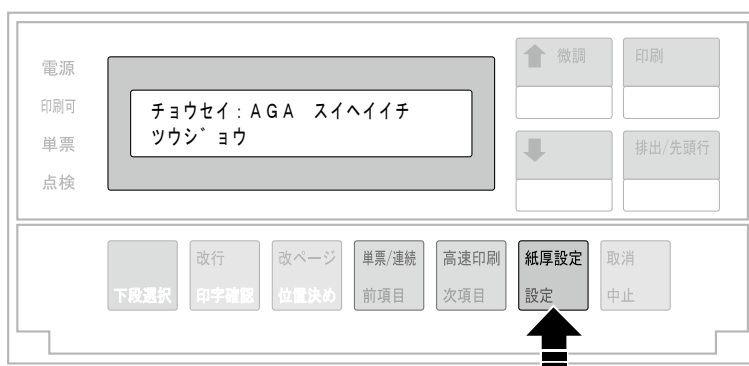 電源
印刷可
単票
点検
チョウセイ:AGA スイヘイイチ
ツウシ゛ョウ
微調
印刷
排出/先頭行
改行
改ページ
単票/連続
高速印刷
紙厚設定
取消
下段選択
印字確認
位置決め
前項目
次項目
設定
中止